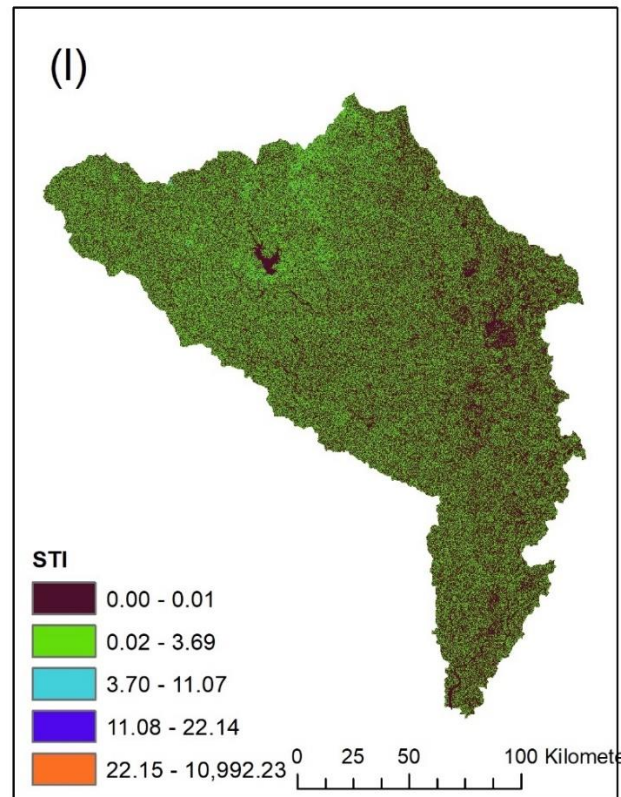 (l)
STI
0.00 - 0.01
0.02 - 3.69
3.70 - 11.07
11.08 - 22.14
22.15 - 10,992.23
0 25 50 100 Kilomete